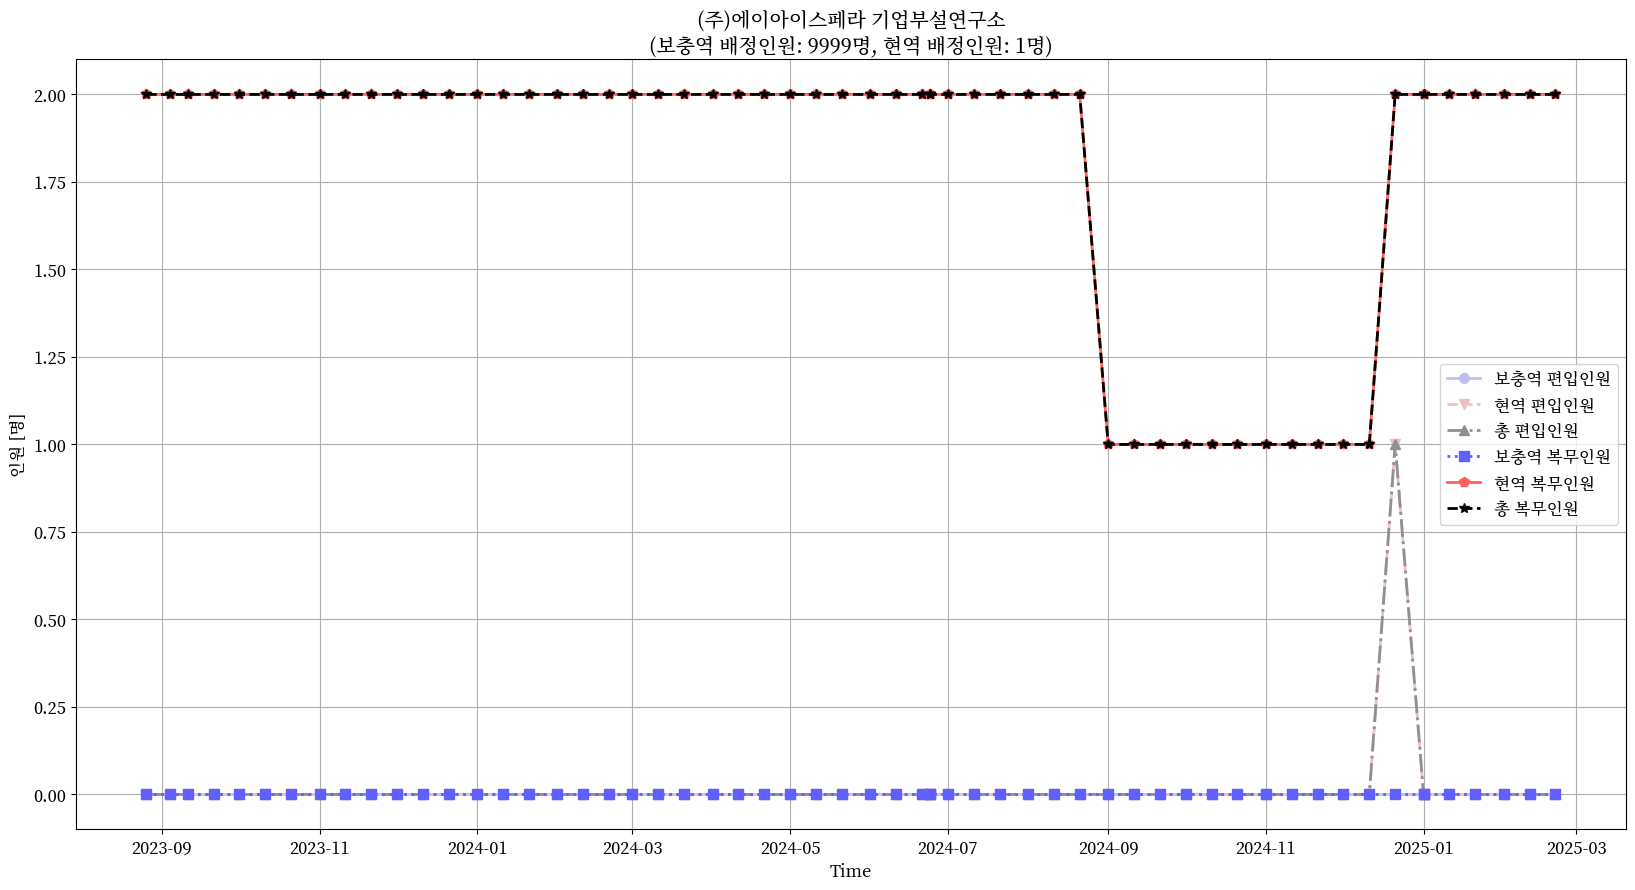 (주)에이아이스페라 기업부설연구소
(보충역 배정인원: 9999명, 현역 배정인원: 1명)
인원 [명]
2.00
1.75
1.50
1.25
1.00
0.75
0.50
0.25
0.00
보충역 편입인원
현역 편입인원
총 편입인원
보충역 복무인원
현역 복무인원
총 복무인원
2023-09
2023-11
2024-01
2024-03
2024-05
2024-07
2024-09
2024-11
2025-01
2025-03
Time